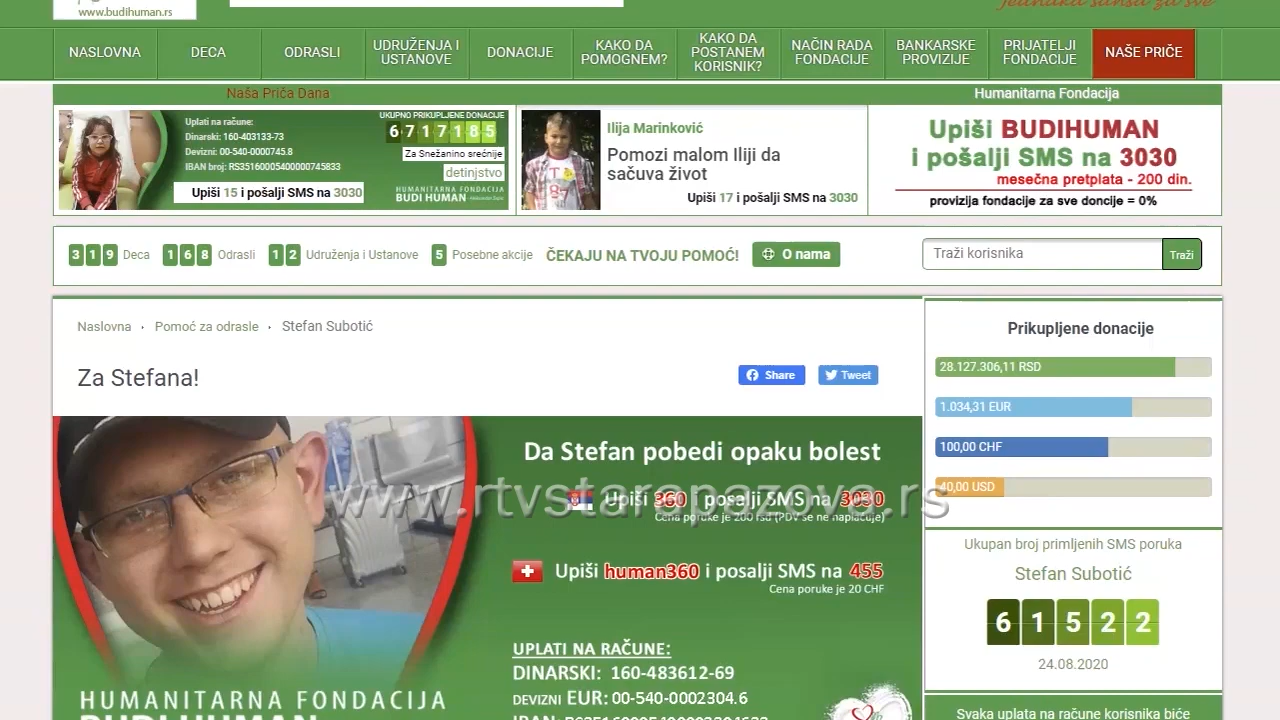 www.budihuman.rs
jednaka šansa za sve
NASLOVNA
DECA
ODRASLI
UDRUŽENJA I
USTANOVE
DONACIJE
KAKO DA
POMOGNEM?
KAKO DA
POSTANEM
KORISNIK?
NAČIN RADA
FONDACIJE
BANKARSKE
PROVIZIJE
PRIJATELJI
FONDACIJE
NAŠE PRIČE
Naša Priča Dana
Humanitarna Fondacija
Uplati na račune:
Dinarski: 160-403133-73
Devizni: 00-540-0000745.8
IBAN broj: RS35160005400000745833
Upiši 15 i pošalji SMS na 3030
UKUPNO PRIKUPLJENE DONACIJE
6717185
Za Snežanino srećnije
detinjstvo
HUMANITARNA FONDACIJA
BUDI HUMAN
Ilija Marinković
Pomozi malom Iliji da
sačuva život
Upiši 17 i pošalji SMS na 3030
Upiši BUDIHUMAN
i pošalji SMS na 3030
mesečna pretplata - 200 din.
provizija fondacije za sve doncije = 0%
319 Deca 168 Odrasli 12 Udruženja i Ustanove 5 Posebne akcije ČEKAJU NA TVOJU POMOĆ! O nama
Traži korisnika
Traži
Naslovna · Pomoć za odrasle · Stefan Subotić
Za Stefana!
Share
Tweet
Da Stefan pobedi opaku bolest
Upiši 360 i posalji SMS na 3030
Cena poruke je 200 rsd (PDV se ne naplaćuje)
www.rtvstarapazova.rs
Upiši human360 i posalji SMS na 455
Cena poruke je 20 CHF
UPLATI NA RAČUNE:
DINARSKI: 160-483612-69
DEVIZNI EUR: 00-540-0002304.6
HUMANITARNA FONDACIJA
BUDI HUMAN
Prikupljene donacije
28.127.306,11 RSD
1.034,31 EUR
100,00 CHF
40,00 USD
Ukupan broj primljenih SMS poruka
Stefan Subotić
61522
24.08.2020
Svaka uplata na račune korisnika biće